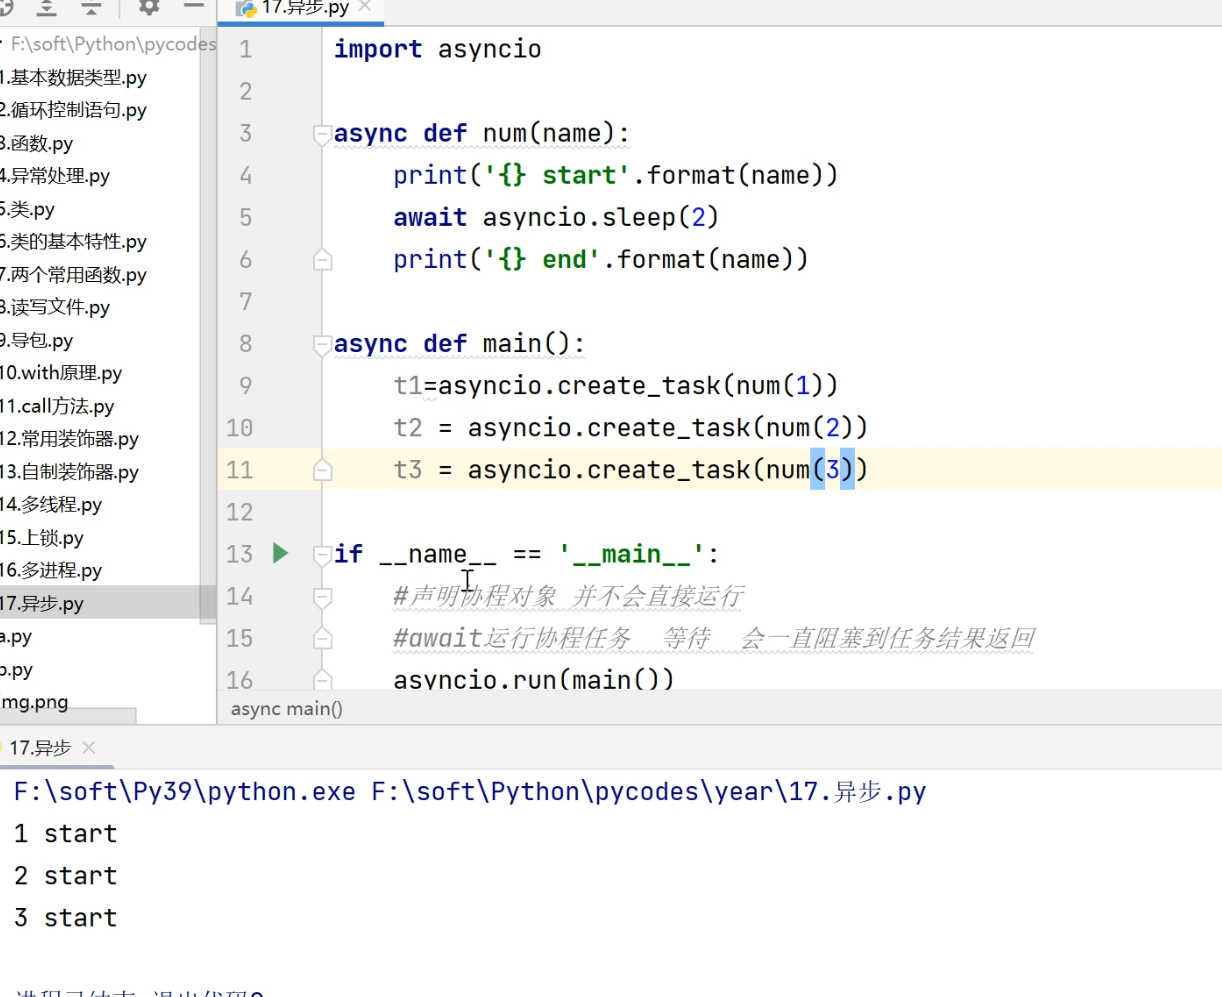 17.异步.py
F:\soft\Python\pycodes
1.基本数据类型.py
2.循环控制语句.py
3.函数.py
4.异常处理.py
5.类.py
6.类的基本特性.py
7.两个常用函数.py
8.读写文件.py
9.导包.py
10.with原理.py
11.call方法.py
12.常用装饰器.py
13.自制装饰器.py
14.多线程.py
15.上锁.py
16.多进程.py
17.异步.py
a.py
b.py
mg.png
1 import asyncio
2
3 async def num(name):
4 print('{} start'.format(name))
5 await asyncio.sleep(2)
6 print('{} end'.format(name))
7
8 async def main():
9 t1=asyncio.create_task(num(1))
10 t2 = asyncio.create_task(num(2))
11 t3 = asyncio.create_task(num(3))
12
13 if __name__ == '__main__':
14 #声明协程对象 并不会直接运行
15 #await运行协程任务 等待 会一直阻塞到任务结果返回
16 asyncio.run(main())
async main()
17.异步
F:\soft\Py39\python.exe F:\soft\Python\pycodes\year\17.异步.py
1 start
2 start
3 start